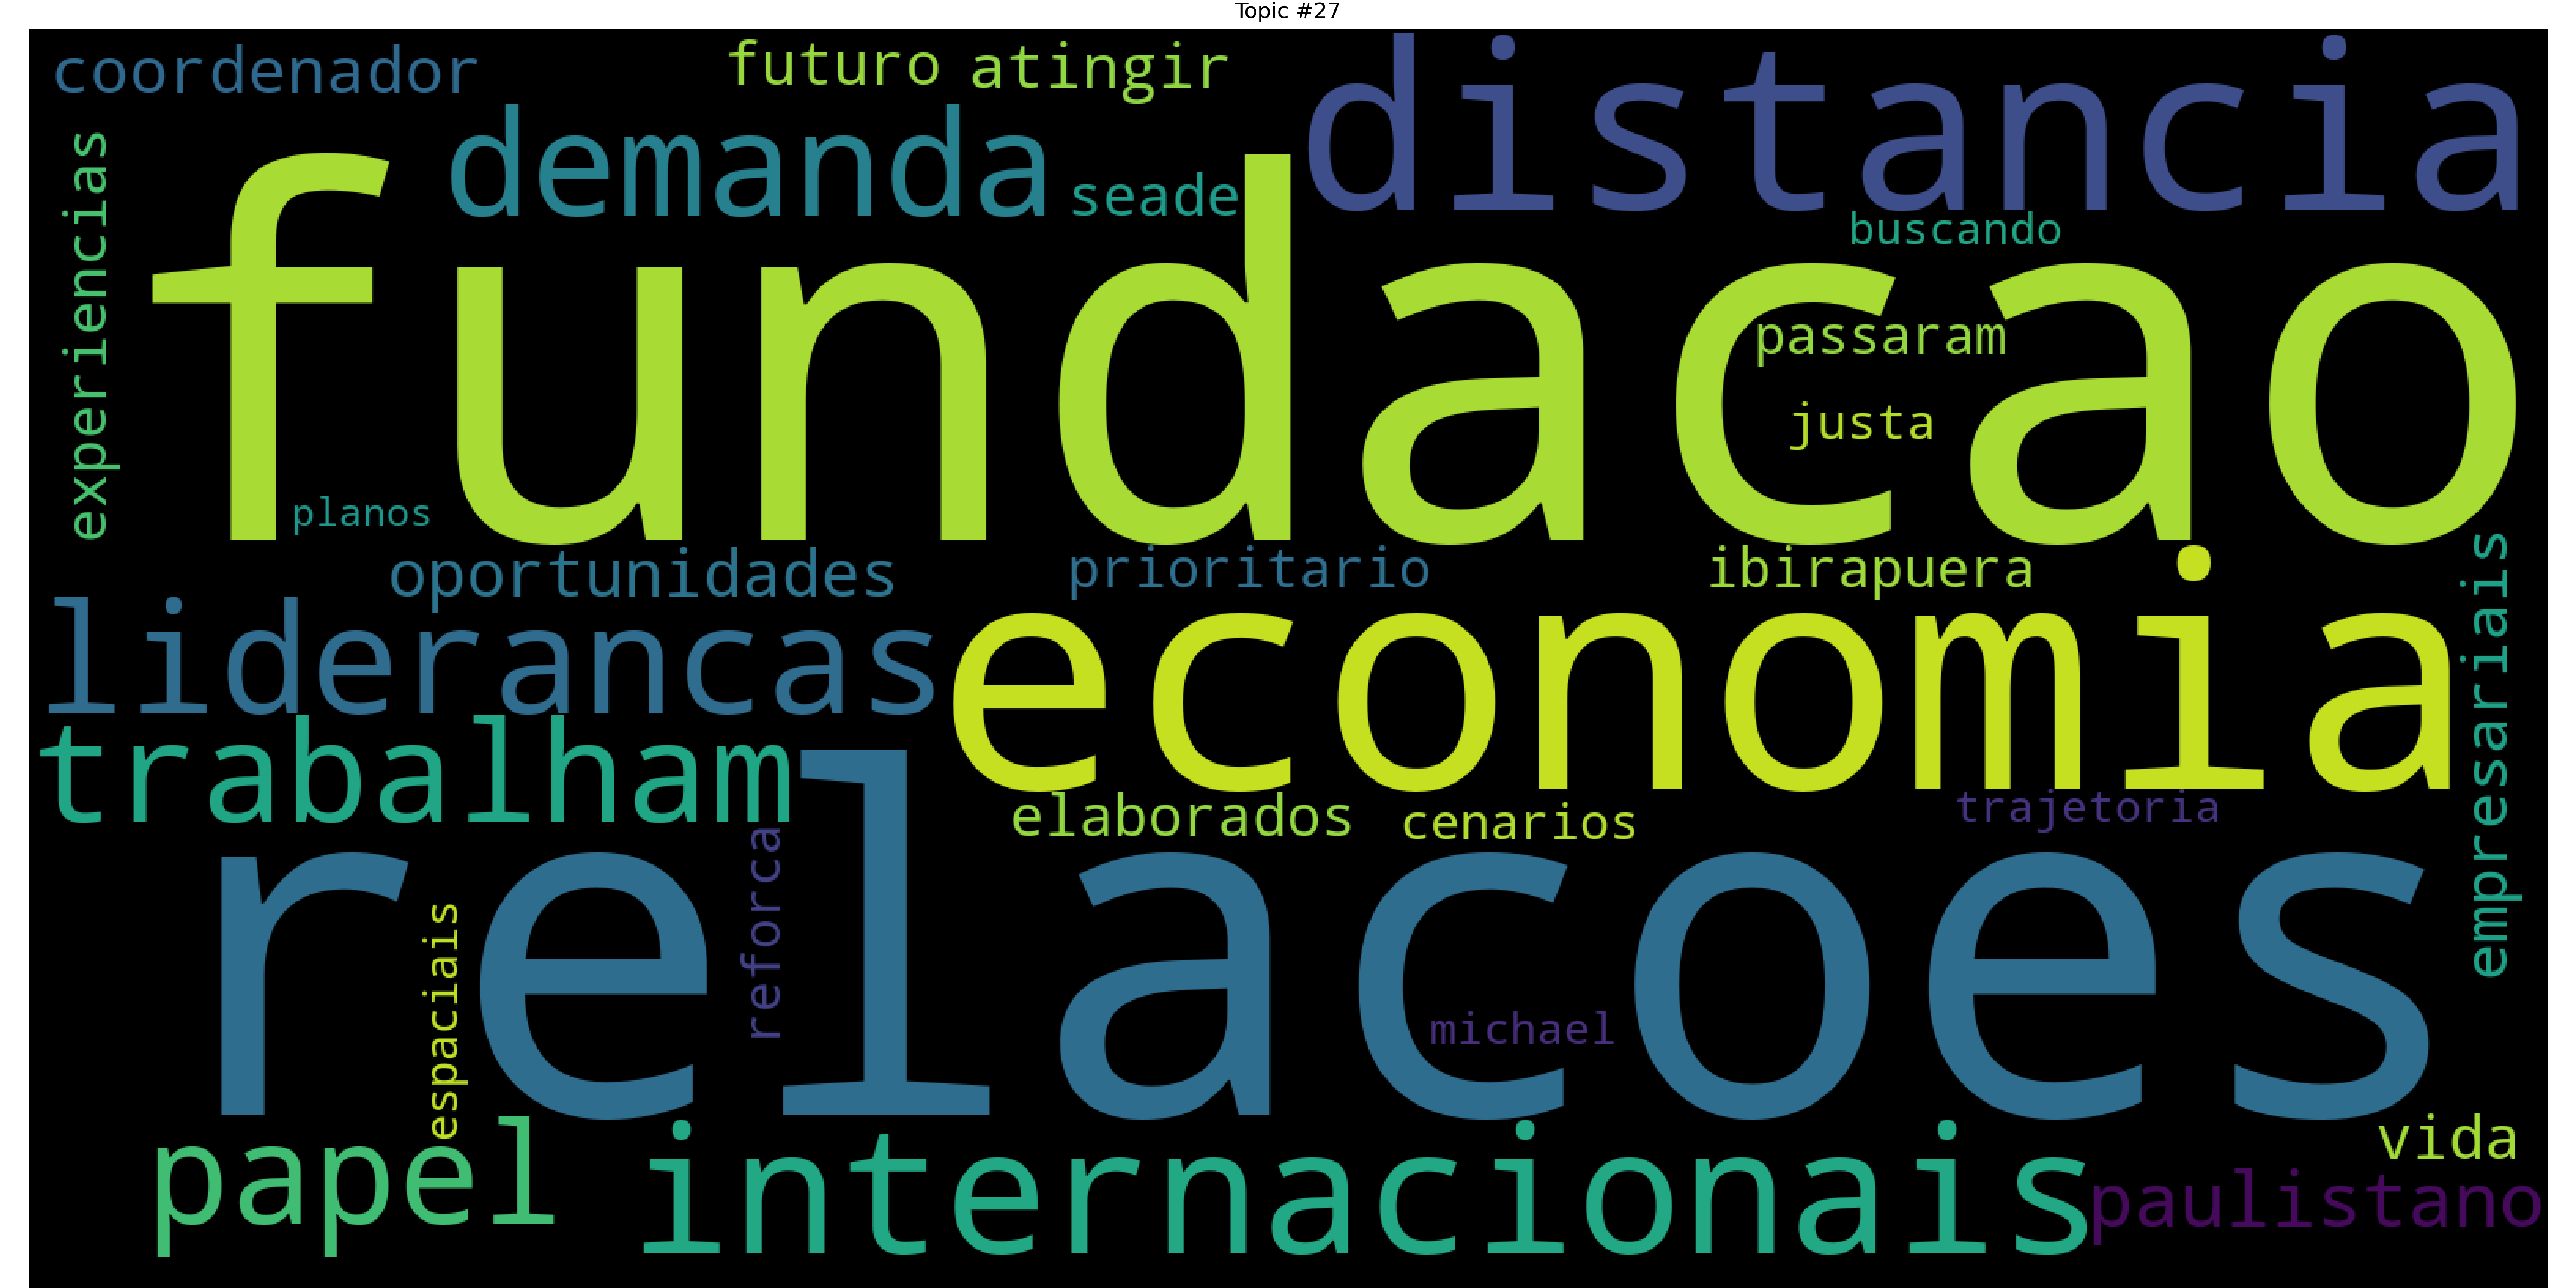 Topic #27
coordenador
futuro
atingir
distancia
demanda
seade
experiencias
fundacao
buscando
passaram
justa
planos
oportunidades
prioritario
ibirapuera
liderancas
economia
empresariais
trabalham
elaborados
cenarios
trajetoria
reforca
relacoes
espaciais
michael
papel
internacionais
vida
paulistano